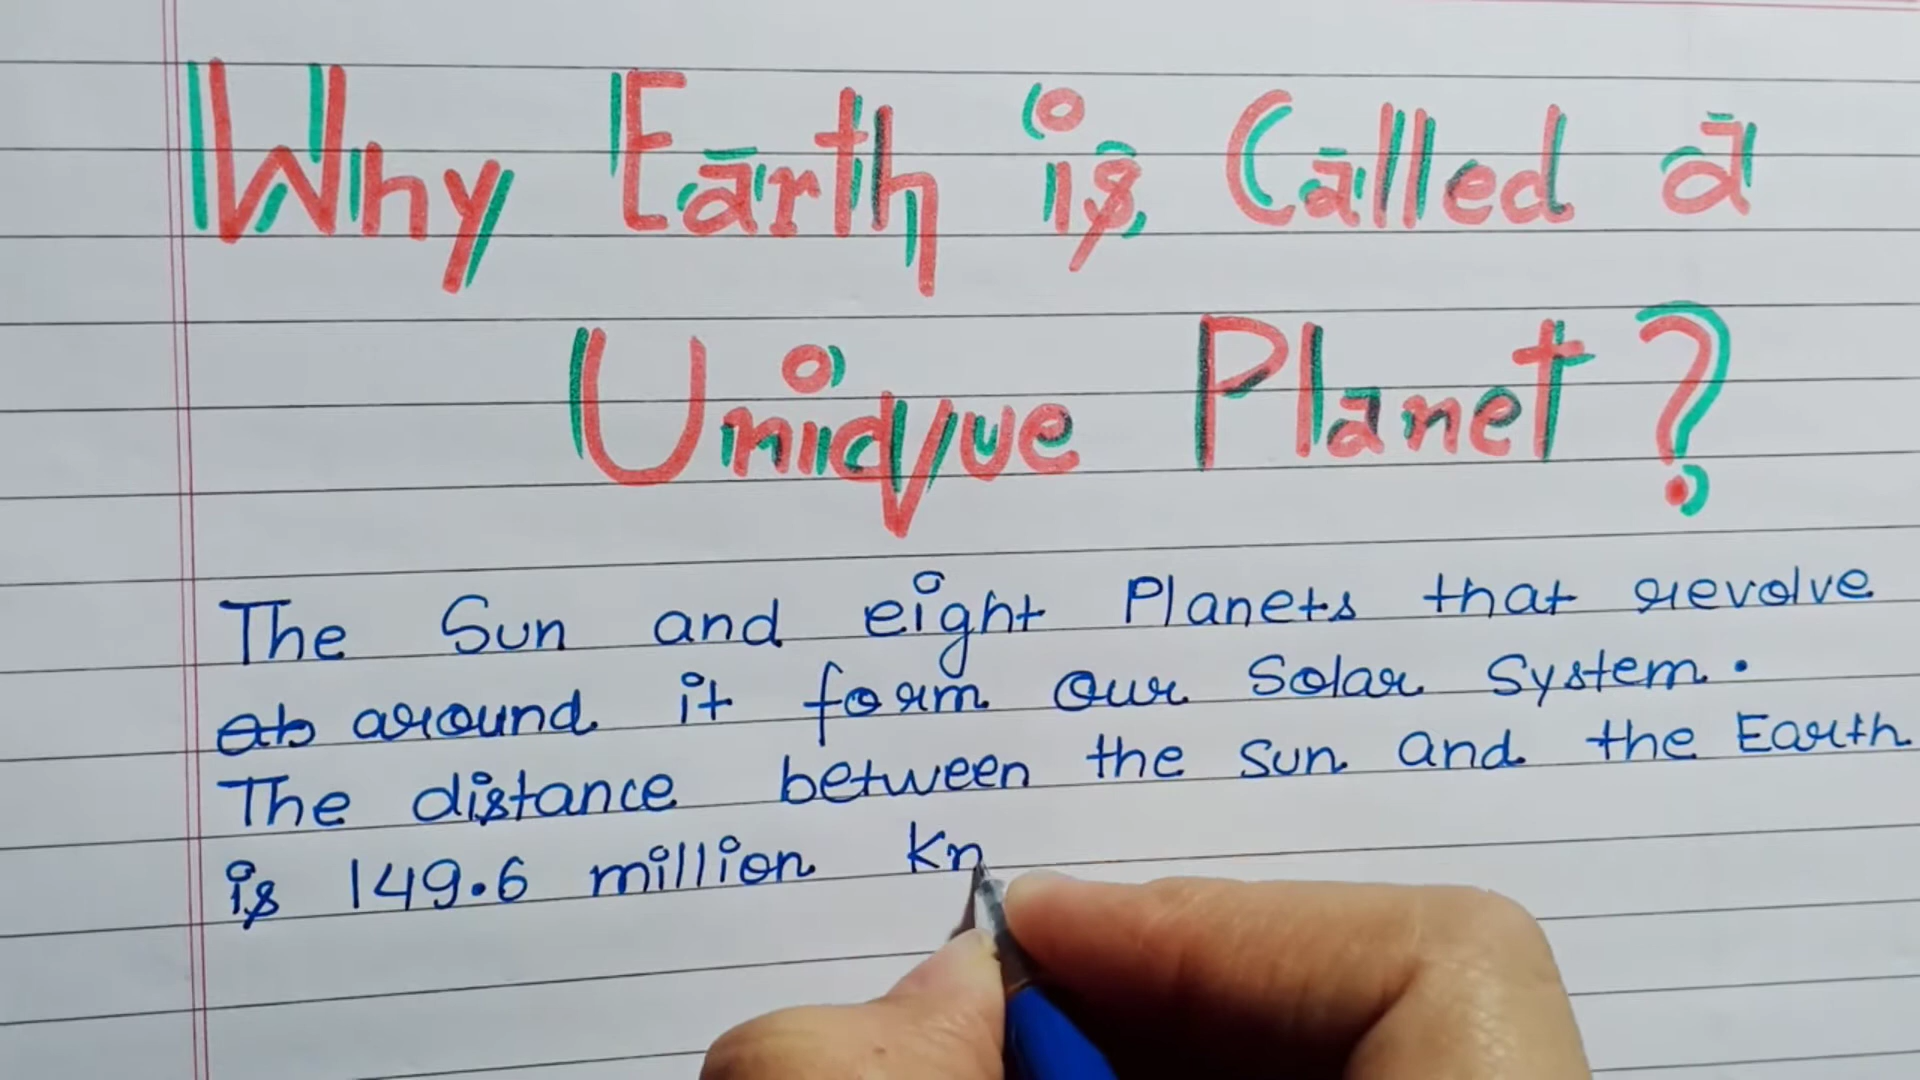 Why Earth is Called a
Unique Planet?
The Sun and eight Planets that revolve
around it form our Solar System.
The distance between the Sun and the Earth
is 149.6 million Km